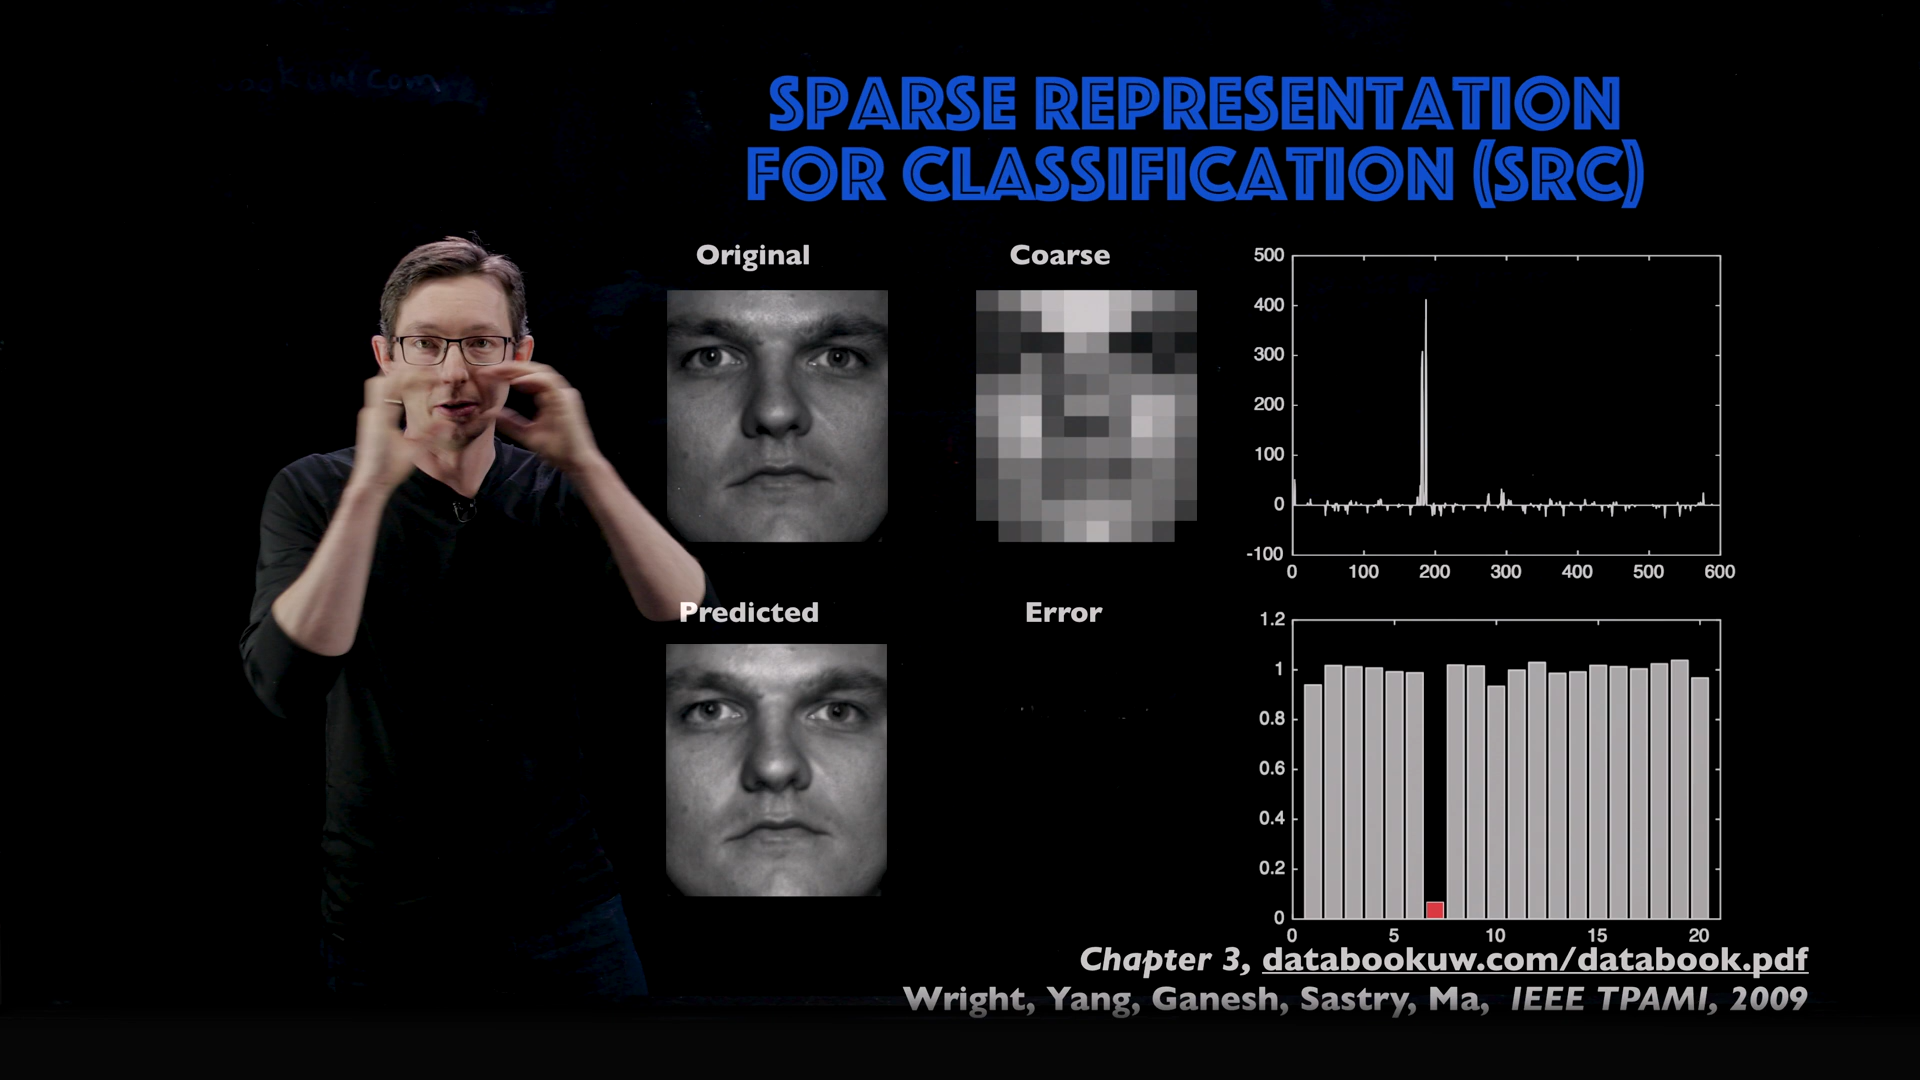 SPARSE REPRESENTATION
FOR CLASSIFICATION (SRC)
Original
Coarse
500
400
300
200
100
0
-100
0 100 200 300 400 500 600
Predicted
Error
1.2
1
0.8
0.6
0.4
0.2
0
0 5 10 15 20
Chapter 3, databookuw.com/databook.pdf
Wright, Yang, Ganesh, Sastry, Ma, IEEE TPAMI, 2009